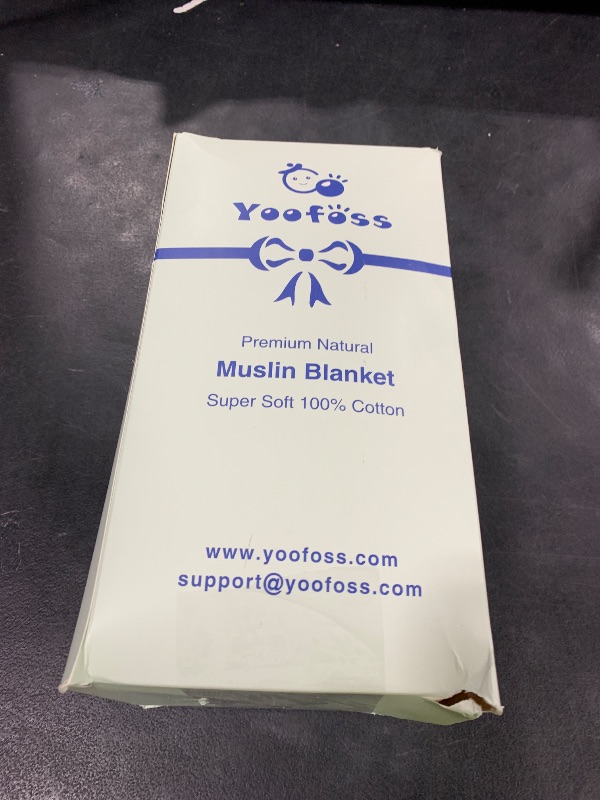 Yoofoss
Premium Natural
Muslin Blanket
Super Soft 100% Cotton
www.yoofoss.com
support@yoofoss.com